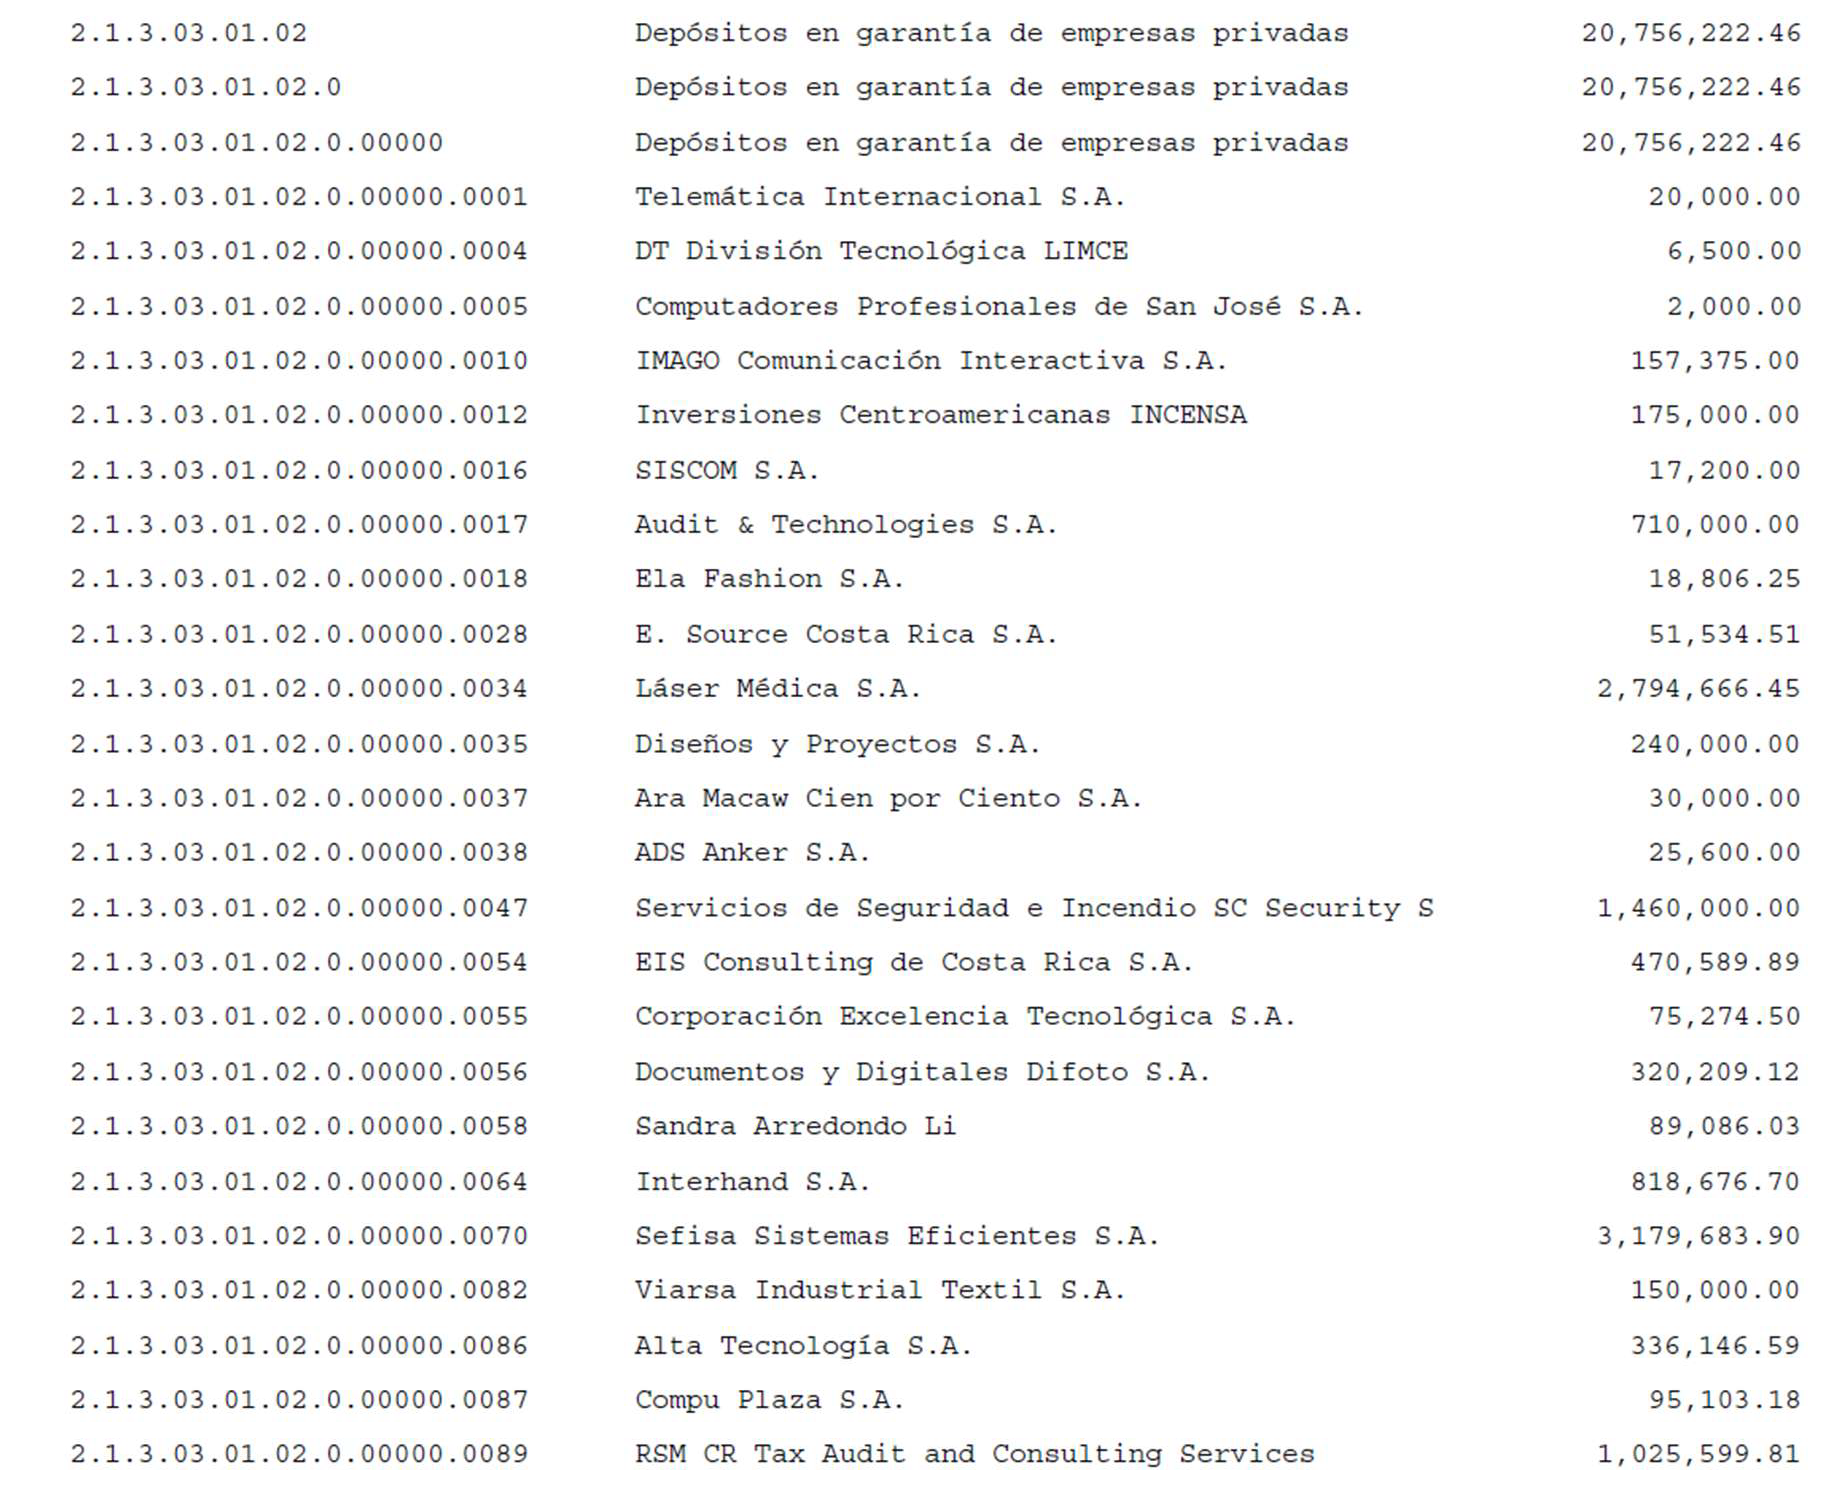 2.1.3.03.01.02 Depósitos en garantía de empresas privadas 20,756,222.46
2.1.3.03.01.02.0 Depósitos en garantía de empresas privadas 20,756,222.46
2.1.3.03.01.02.0.00000 Depósitos en garantía de empresas privadas 20,756,222.46
2.1.3.03.01.02.0.00000.0001 Telemática Internacional S.A. 20,000.00
2.1.3.03.01.02.0.00000.0004 DT División Tecnológica LIMCE 6,500.00
2.1.3.03.01.02.0.00000.0005 Computadores Profesionales de San José S.A. 2,000.00
2.1.3.03.01.02.0.00000.0010 IMAGO Comunicación Interactiva S.A. 157,375.00
2.1.3.03.01.02.0.00000.0012 Inversiones Centroamericanas INCENSA 175,000.00
2.1.3.03.01.02.0.00000.0016 SISCOM S.A. 17,200.00
2.1.3.03.01.02.0.00000.0017 Audit & Technologies S.A. 710,000.00
2.1.3.03.01.02.0.00000.0018 Ela Fashion S.A. 18,806.25
2.1.3.03.01.02.0.00000.0028 E. Source Costa Rica S.A. 51,534.51
2.1.3.03.01.02.0.00000.0034 Láser Médica S.A. 2,794,666.45
2.1.3.03.01.02.0.00000.0035 Diseños y Proyectos S.A. 240,000.00
2.1.3.03.01.02.0.00000.0037 Ara Macaw Cien por Ciento S.A. 30,000.00
2.1.3.03.01.02.0.00000.0038 ADS Anker S.A. 25,600.00
2.1.3.03.01.02.0.00000.0047 Servicios de Seguridad e Incendio SC Security S 1,460,000.00
2.1.3.03.01.02.0.00000.0054 EIS Consulting de Costa Rica S.A. 470,589.89
2.1.3.03.01.02.0.00000.0055 Corporación Excelencia Tecnológica S.A. 75,274.50
2.1.3.03.01.02.0.00000.0056 Documentos y Digitales Difoto S.A. 320,209.12
2.1.3.03.01.02.0.00000.0058 Sandra Arredondo Li 89,086.03
2.1.3.03.01.02.0.00000.0064 Interhand S.A. 818,676.70
2.1.3.03.01.02.0.00000.0070 Sefisa Sistemas Eficientes S.A. 3,179,683.90
2.1.3.03.01.02.0.00000.0082 Viarsa Industrial Textil S.A. 150,000.00
2.1.3.03.01.02.0.00000.0086 Alta Tecnología S.A. 336,146.59
2.1.3.03.01.02.0.00000.0087 Compu Plaza S.A. 95,103.18
2.1.3.03.01.02.0.00000.0089 RSM CR Tax Audit and Consulting Services 1,025,599.81